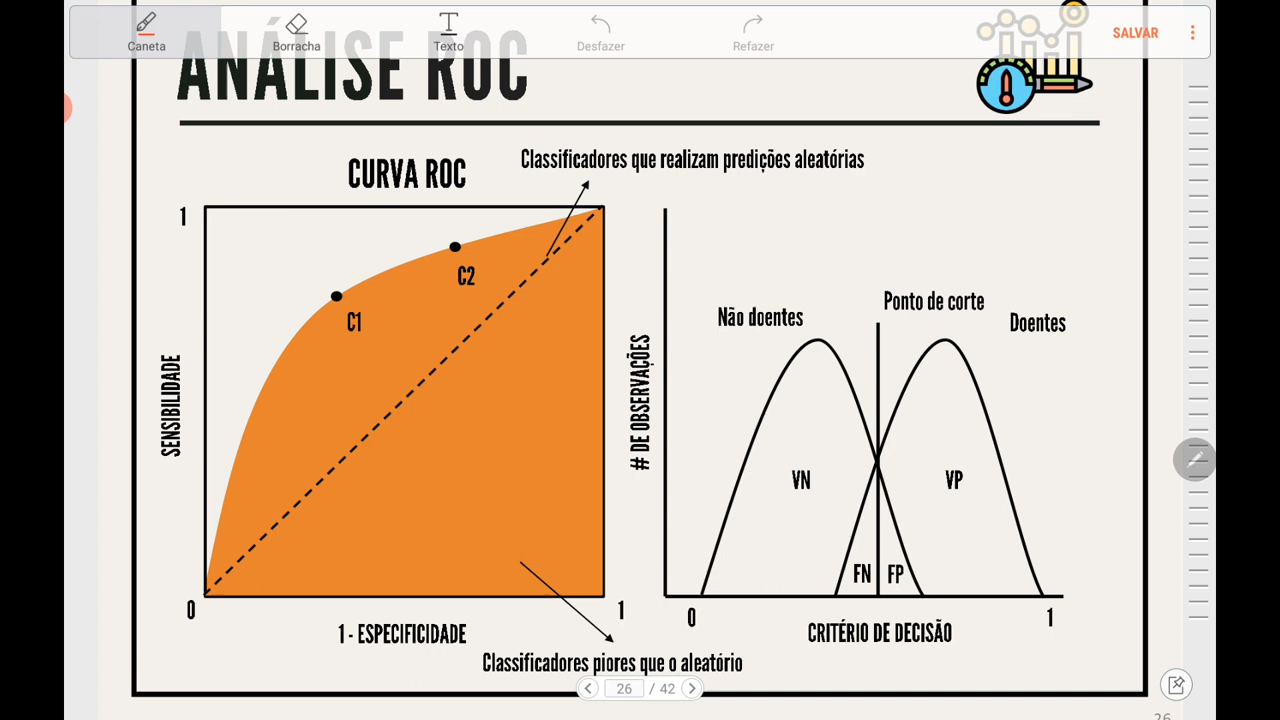 Caneta
Borracha
Texto
Desfazer
Refazer
SALVAR
ANÁLISE ROC
CURVA ROC
Classificadores que realizam predições aleatórias
1
C2
C1
SENSIBILIDADE
0
1
1 - ESPECIFICIDADE
Classificadores piores que o aleatório
Não doentes
Ponto de corte
Doentes
# DE OBSERVAÇÕES
VN
VP
FN
FP
0
1
CRITÉRIO DE DECISÃO
26 / 42
26